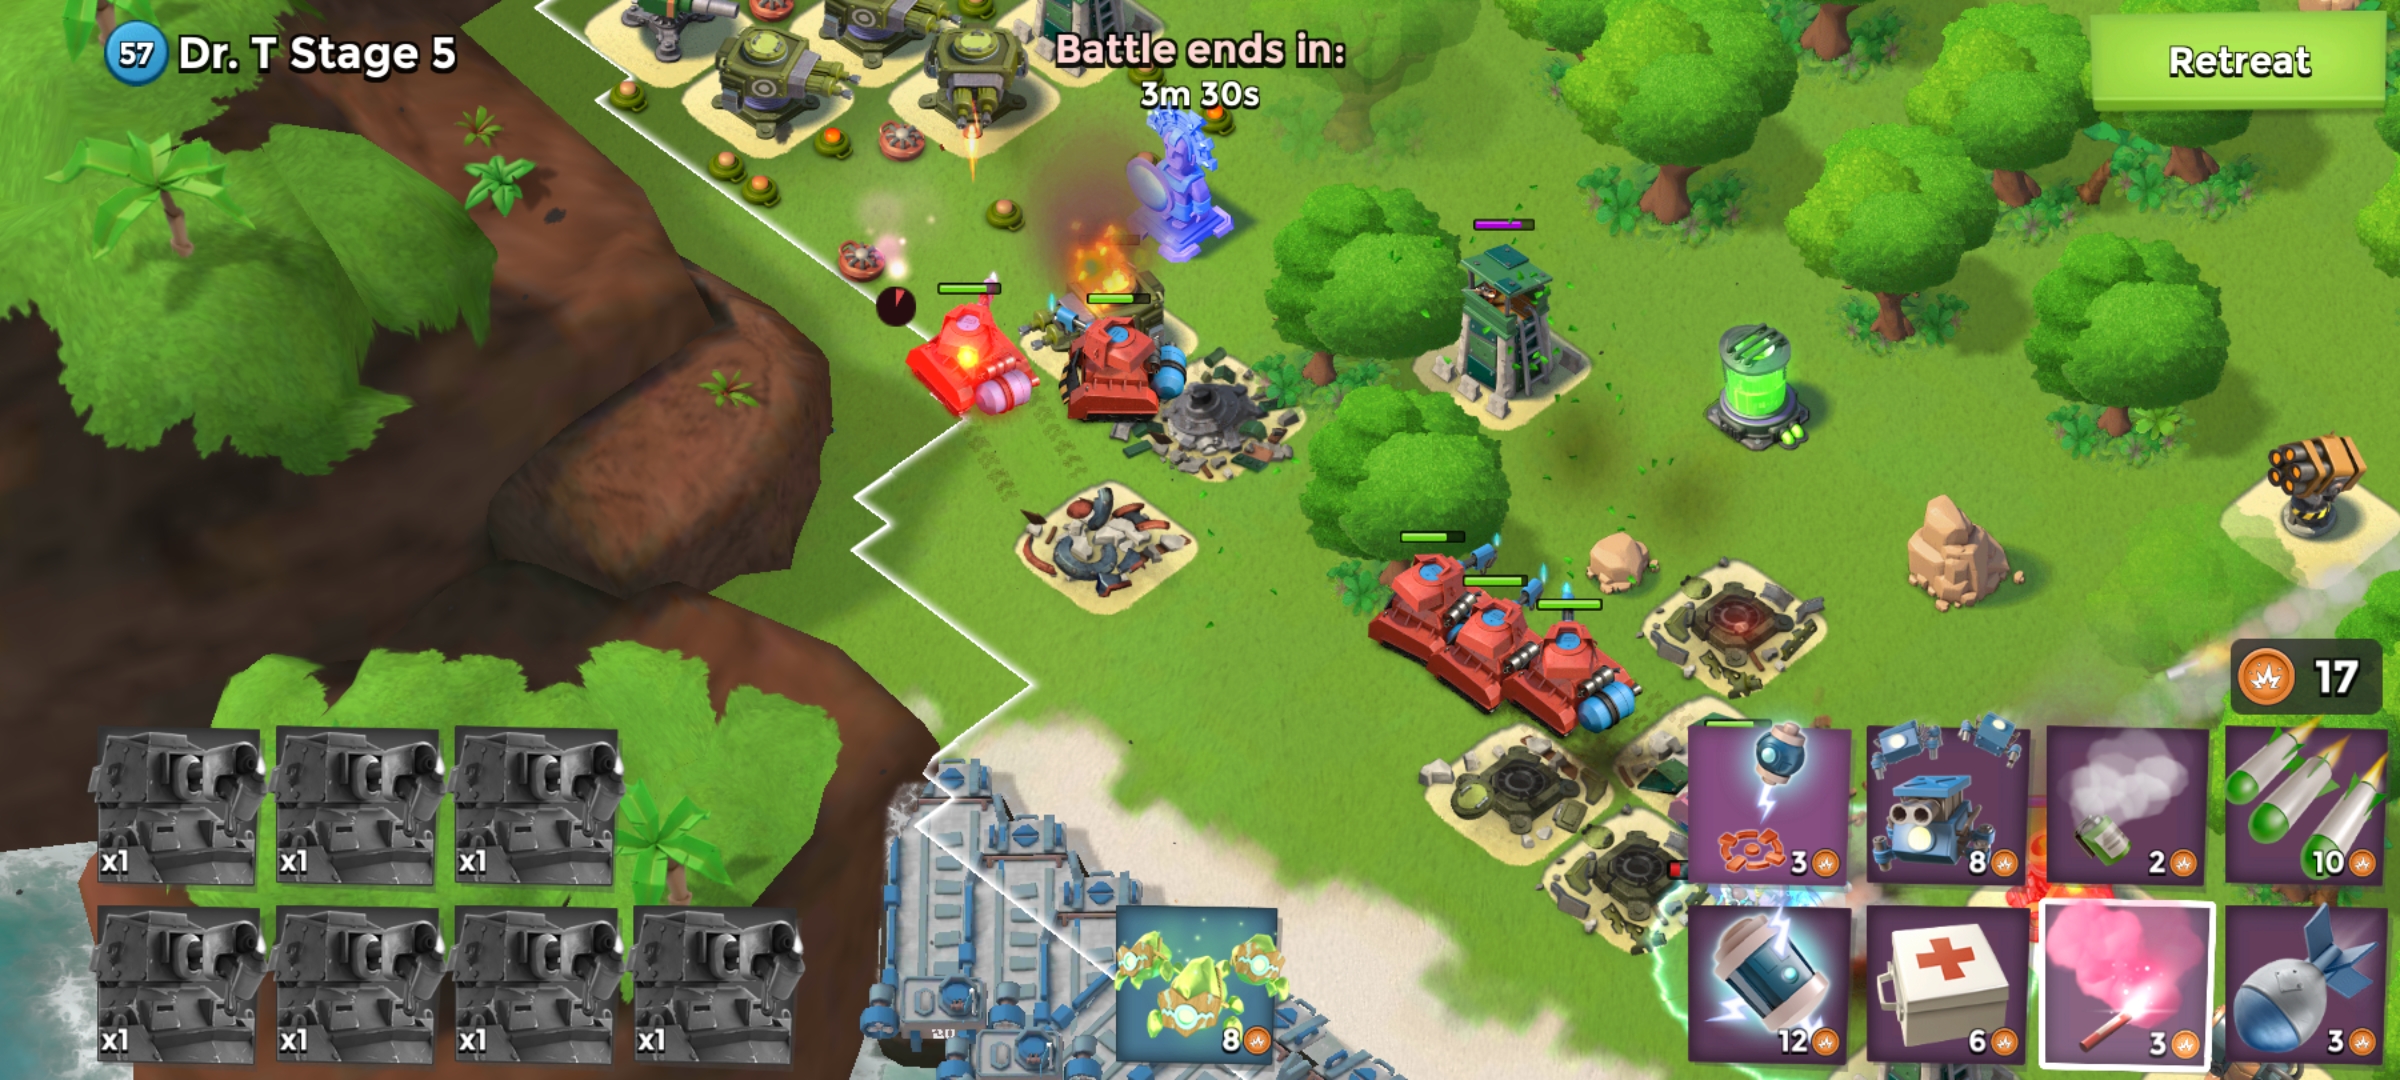 57 Dr. T Stage 5
Battle ends in:
3m 30s
Retreat
17
3
8
2
10
x1
x1
x1
12
6
3
3
x1
x1
x1
x1
8